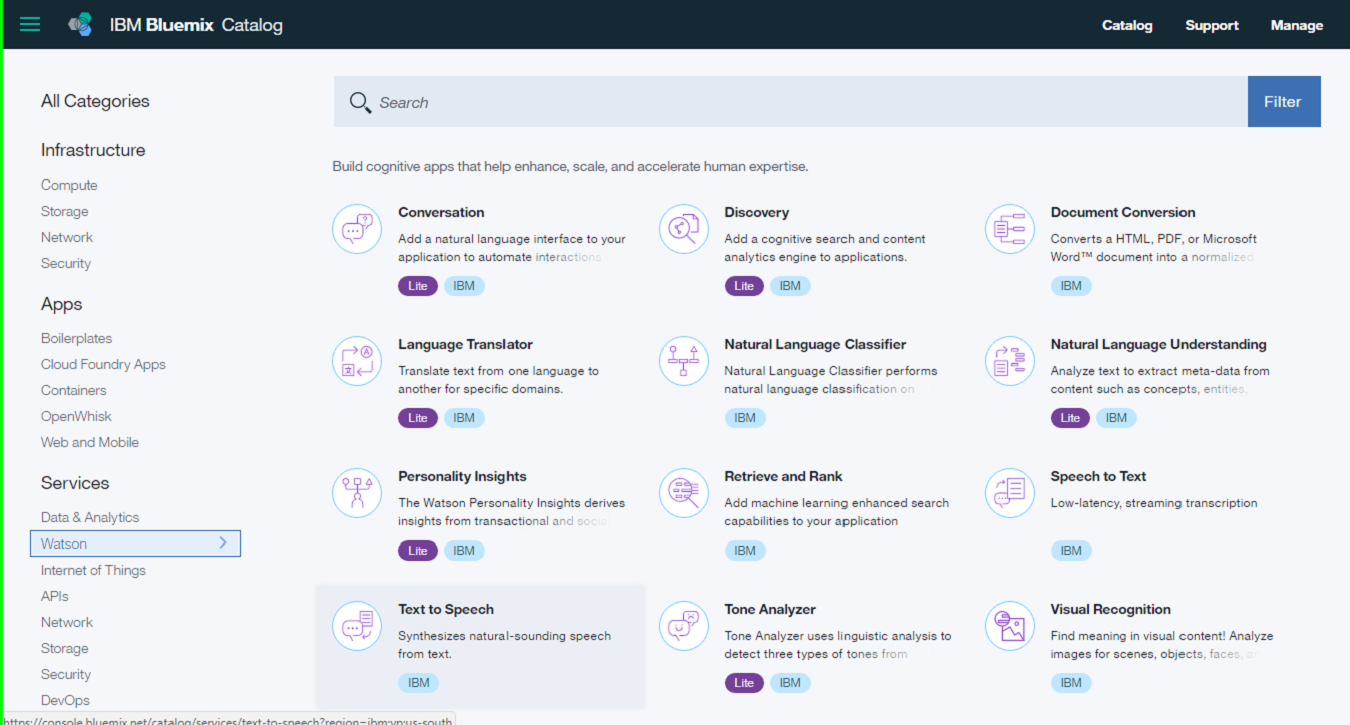 IBM Bluemix Catalog
Catalog Support Manage
All Categories
Infrastructure
Compute
Storage
Network
Security
Apps
Boilerplates
Cloud Foundry Apps
Containers
OpenWhisk
Web and Mobile
Services
Data & Analytics
Watson
Internet of Things
APIs
Network
Storage
Security
DevOps
Search
Filter
Build cognitive apps that help enhance, scale, and accelerate human expertise.
Conversation
Add a natural language interface to your
application to automate interactions
Lite IBM
Discovery
Add a cognitive search and content
analytics engine to applications.
Lite IBM
Document Conversion
Converts a HTML, PDF, or Microsoft
Word™ document into a normalized
IBM
Language Translator
Translate text from one language to
another for specific domains.
Lite IBM
Natural Language Classifier
Natural Language Classifier performs
natural language classification on
IBM
Natural Language Understanding
Analyze text to extract meta-data from
content such as concepts, entities,
Lite IBM
Personality Insights
The Watson Personality Insights derives
insights from transactional and social
Lite IBM
Retrieve and Rank
Add machine learning enhanced search
capabilities to your application
IBM
Speech to Text
Low-latency, streaming transcription
IBM
Text to Speech
Synthesizes natural-sounding speech
from text.
IBM
Tone Analyzer
Tone Analyzer uses linguistic analysis to
detect three types of tones from
Lite IBM
Visual Recognition
Find meaning in visual content! Analyze
images for scenes, objects, faces,
IBM
https://console.bluemix.net/catalog/services/text-to-speech?region=ibm:yp:us-south